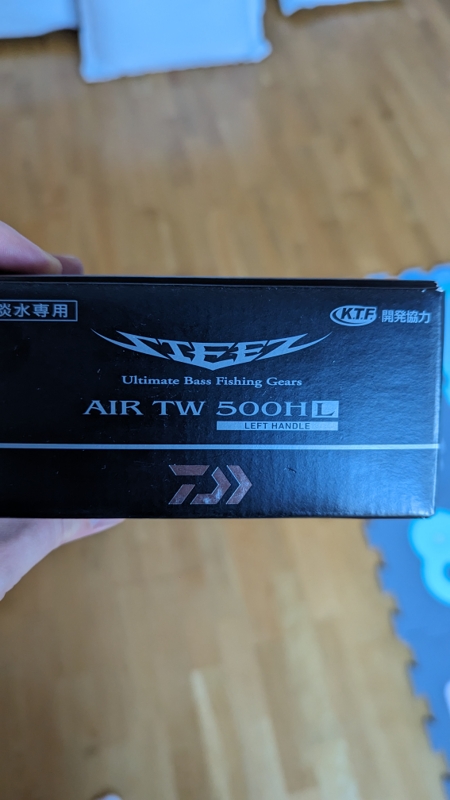 淡水専用
KTF 開発協力
STEEZ
Ultimate Bass Fishing Gears
AIR TW 500HL
LEFT HANDLE